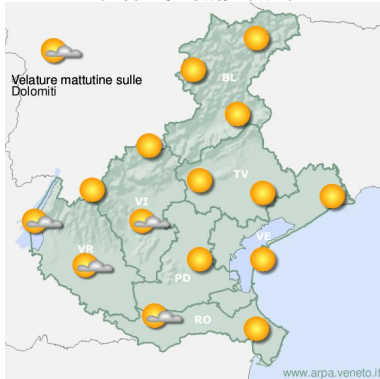 Velature mattutine sulle
Dolomiti
BL
TV
VI
VE
VR
PD
RO
www.arpa.veneto.it